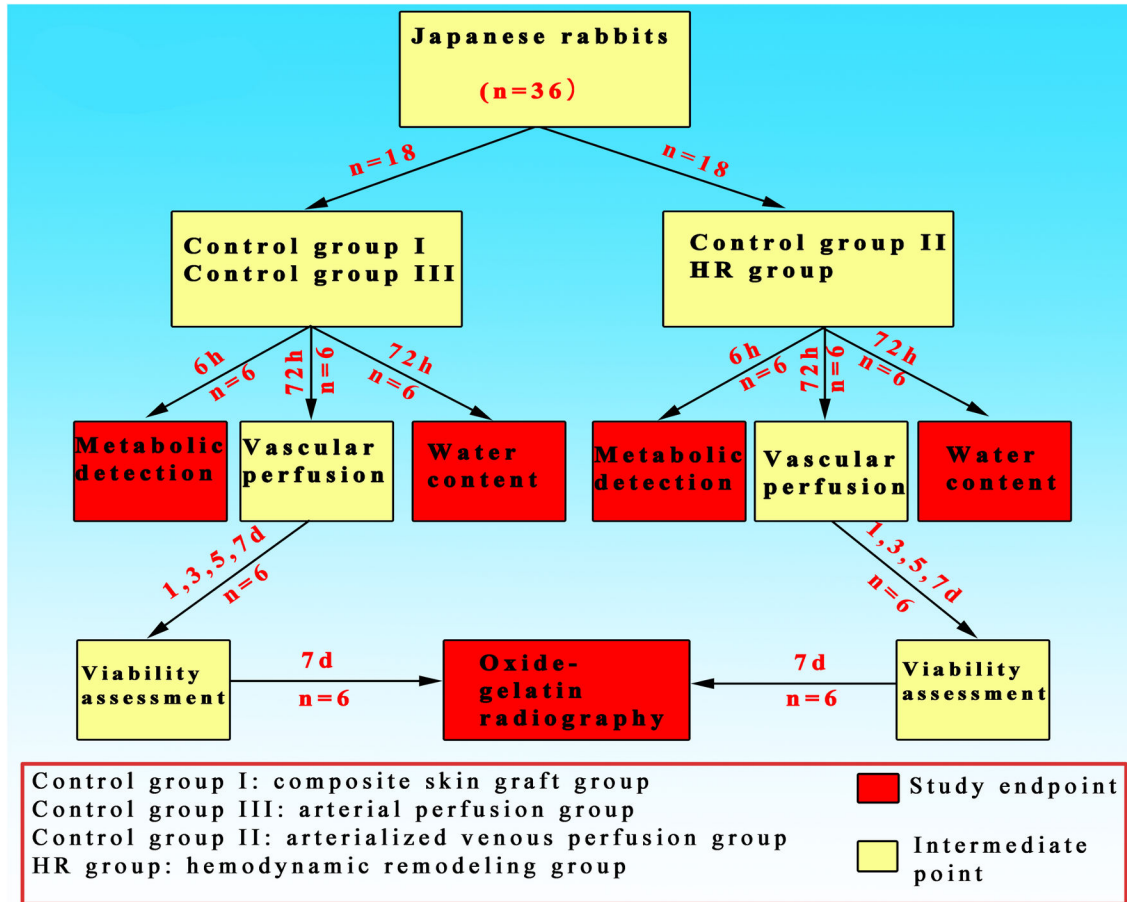 Japanese rabbits
(n=36)
n=18
n=18
Control group I
Control group III
Control group II
HR group
6h
n=6
72h
n=6
72h
n=6
6h
n=6
72h
n=6
72h
n=6
Metabolic
detection
Vascular
perfusion
Water
content
Metabolic
detection
Vascular
perfusion
Water
content
1,3,5,7d
n=6
1,3,5,7d
n=6
Viability
assessment
7d
n=6
Oxide-
gelatin
radiography
7d
n=6
Viability
assessment
Control group I: composite skin graft group
Control group III: arterial perfusion group
Control group II: arterialized venous perfusion group
HR group: hemodynamic remodeling group
Study endpoint
Intermediate
point